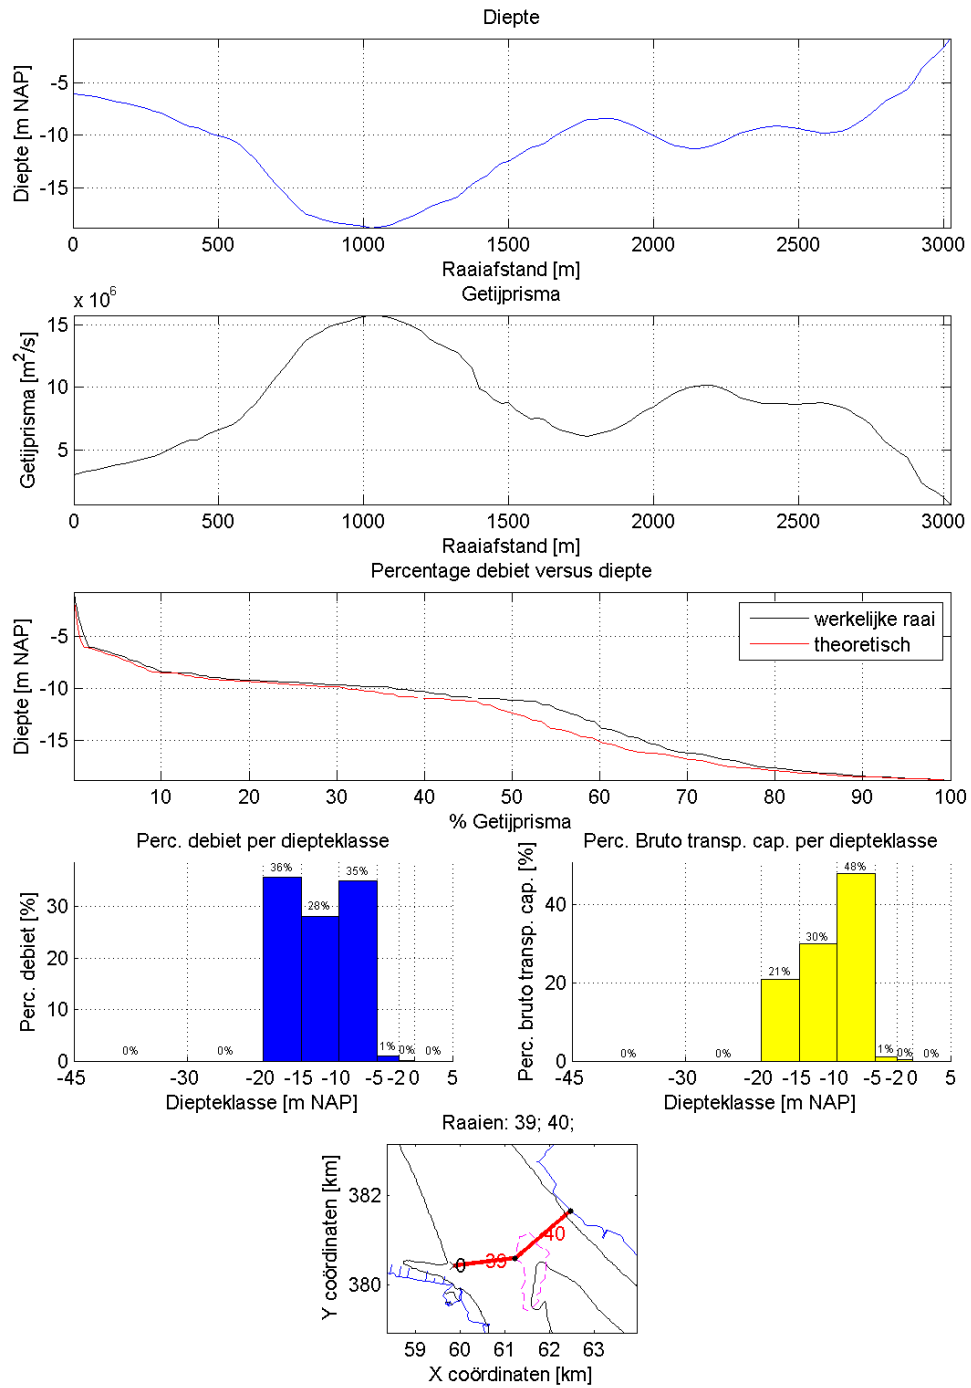 Diepte
Diepte [m NAP]
-5
-10
-15
0 500 1000 1500 2000 2500 3000
Raaiafstand [m]
Getijprisma
x 10^6
Getijprisma [m^2/s]
15
10
5
0 500 1000 1500 2000 2500 3000
Raaiafstand [m]
Percentage debiet versus diepte
Diepte [m NAP]
-5
-10
-15
werkelijke raai
theoretisch
10 20 30 40 50 60 70 80 90 100
% Getijprisma
Perc. debiet per diepteklasse
Perc. debiet [%]
30
20
10
0
0% 0% 36% 28% 35% 1% 0% 0%
-45 -30 -20 -15 -10 -5 -2 0 5
Diepteklasse [m NAP]
Perc. Bruto transp. cap. per diepteklasse
Perc. bruto transp. cap. [%]
40
20
0
0% 0% 21% 30% 48% 1% 0% 0%
-45 -30 -20 -15 -10 -5 -2 0 5
Diepteklasse [m NAP]
Raaien: 39; 40;
Y coördinaten [km]
382
380
0 39 40
59 60 61 62 63
X coördinaten [km]